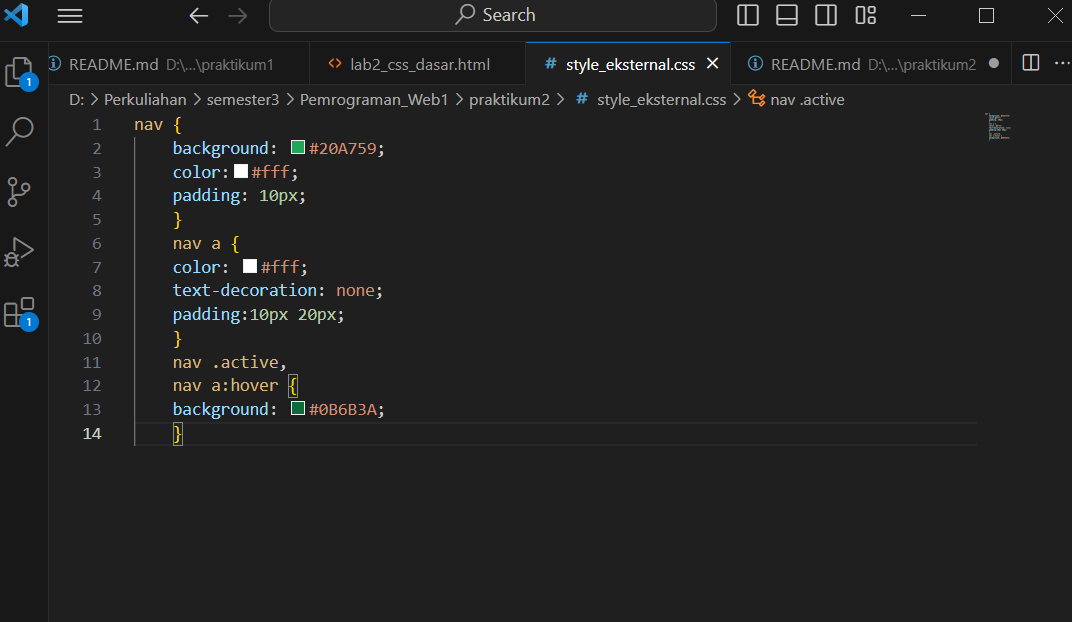 Search
README.md D:\...\praktikum1
<> lab2_css_dasar.html
# style_eksternal.css
README.md D:\...\praktikum2
D: > Perkuliahan > semester3 > Pemrograman_Web1 > praktikum2 > # style_eksternal.css > nav .active
1 nav {
2 background: #20A759;
3 color: #fff;
4 padding: 10px;
5 }
6 nav a {
7 color: #fff;
8 text-decoration: none;
9 padding:10px 20px;
10 }
11 nav .active,
12 nav a:hover {
13 background: #0B6B3A;
14 }
1
1